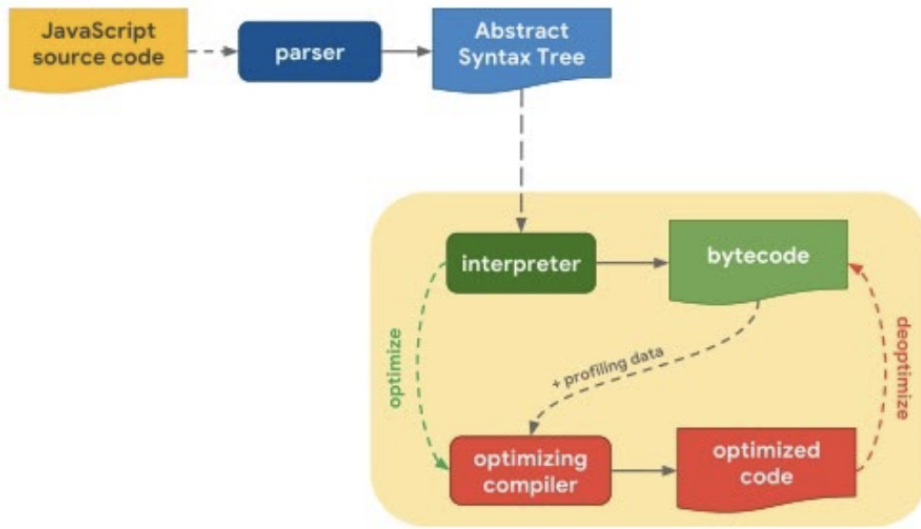 JavaScript
source code
parser
Abstract
Syntax Tree
interpreter
bytecode
optimize
+ profiling data
deoptimize
optimizing
compiler
optimized
code